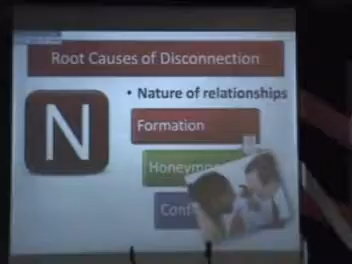 Root Causes of Disconnection
N
• Nature of relationships
Formation